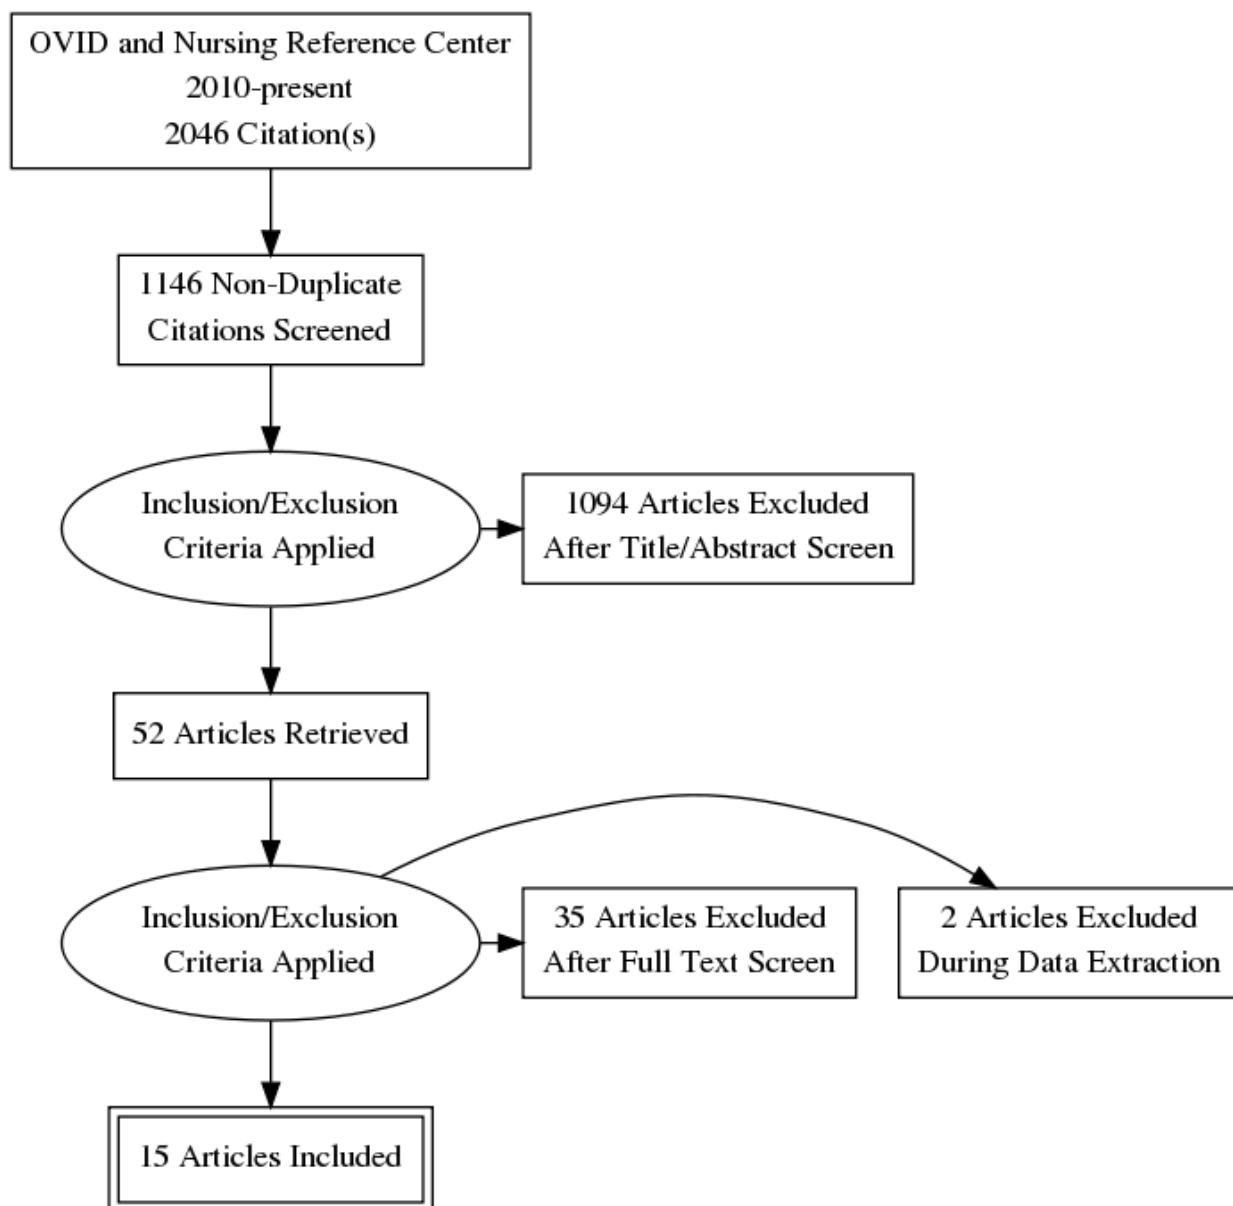 OVID and Nursing Reference Center
2010-present
2046 Citation(s)
1146 Non-Duplicate
Citations Screened
Inclusion/Exclusion
Criteria Applied
1094 Articles Excluded
After Title/Abstract Screen
52 Articles Retrieved
Inclusion/Exclusion
Criteria Applied
35 Articles Excluded
After Full Text Screen
2 Articles Excluded
During Data Extraction
15 Articles Included